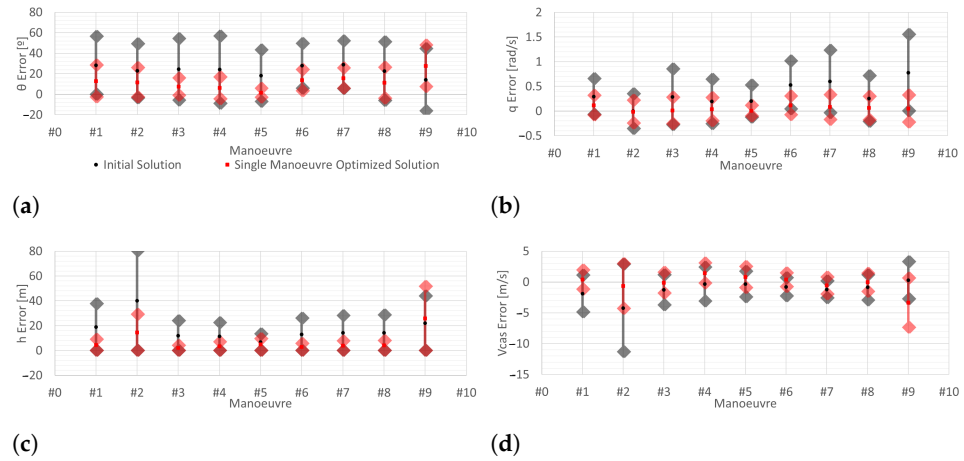 80
60
40
20
0
−20
θ Error [º]
#0 #1 #2 #3 #4 #5 #6 #7 #8 #9 #10
Manoeuvre
Initial Solution Single Manoeuvre Optimized Solution
(a)
2
1.5
1
0.5
0
−0.5
q Error [rad/s]
#0 #1 #2 #3 #4 #5 #6 #7 #8 #9 #10
Manoeuvre
(b)
80
60
40
20
0
−20
h Error [m]
#0 #1 #2 #3 #4 #5 #6 #7 #8 #9 #10
Manoeuvre
(c)
5
0
−5
−10
−15
Vcas Error [m/s]
#0 #1 #2 #3 #4 #5 #6 #7 #8 #9 #10
Manoeuvre
(d)